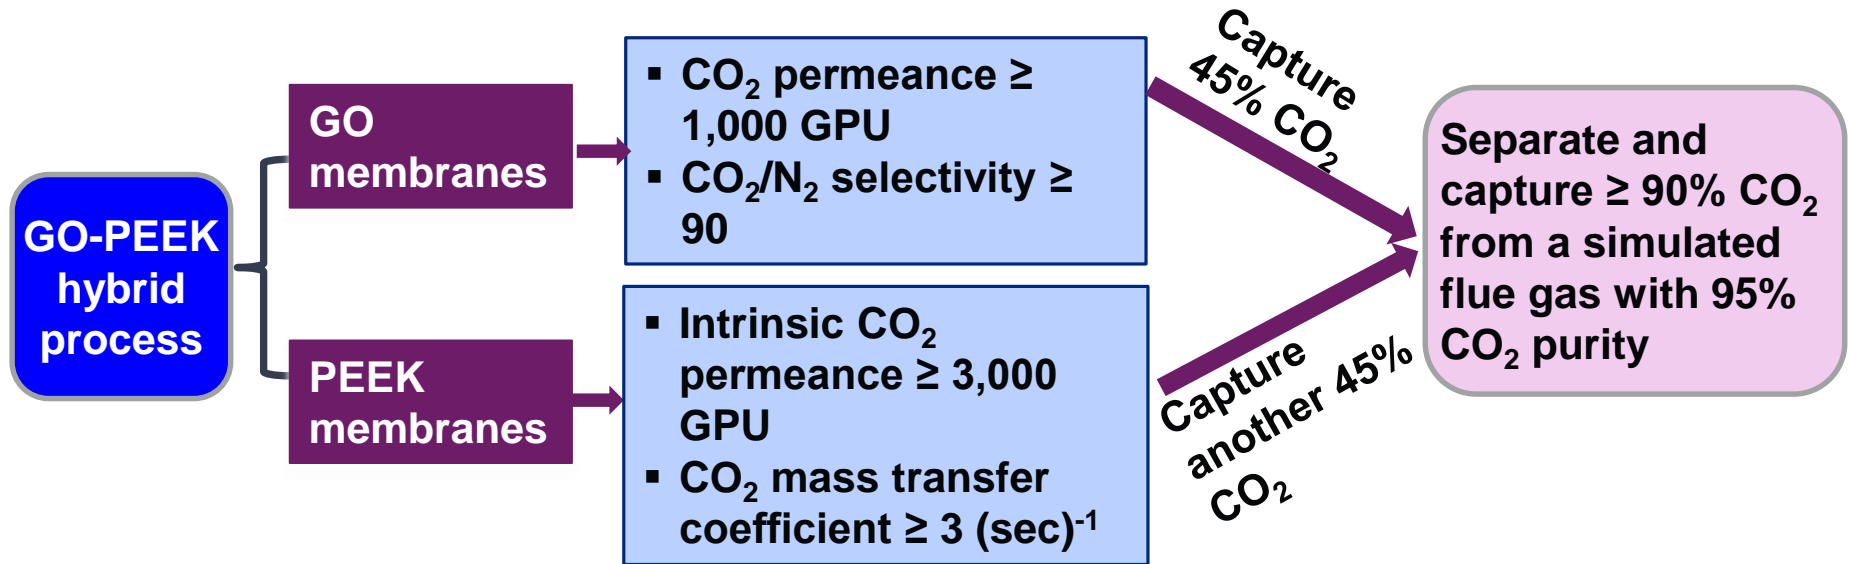 GO-PEEK
hybrid
process
GO
membranes
▪ CO₂ permeance ≥
1,000 GPU
▪ CO₂/N₂ selectivity ≥
90
Capture
45% CO₂
PEEK
membranes
▪ Intrinsic CO₂
permeance ≥ 3,000
GPU
▪ CO₂ mass transfer
coefficient ≥ 3 (sec)⁻¹
Capture
another 45%
CO₂
Separate and
capture ≥ 90% CO₂
from a simulated
flue gas with 95%
CO₂ purity